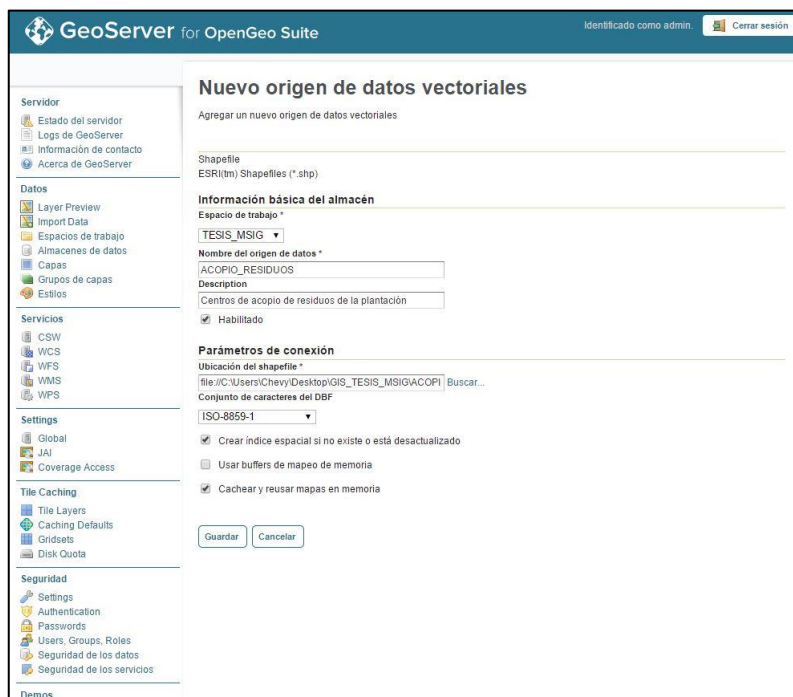 GeoServer for OpenGeo Suite
Identificado como admin.
Cerrar sesión
Servidor
Estado del servidor
Logs de GeoServer
Información de contacto
Acerca de GeoServer
Datos
Layer Preview
Import Data
Espacios de trabajo
Almacenes de datos
Capas
Grupos de capas
Estilos
Servicios
CSW
WCS
WFS
WMS
WPS
Settings
Global
JAI
Coverage Access
Tile Caching
Tile Layers
Caching Defaults
Gridsets
Disk Quota
Seguridad
Settings
Authentication
Passwords
Users, Groups, Roles
Seguridad de los datos
Seguridad de los servicios
Demos
Nuevo origen de datos vectoriales
Agregar un nuevo origen de datos vectoriales
Shapefile
ESRI(tm) Shapefiles (*.shp)
Información básica del almacén
Espacio de trabajo *
TESIS_MSIG
Nombre del origen de datos *
ACOPIO_RESIDUOS
Description
Centros de acopio de residuos de la plantación
Habilitado
Parámetros de conexión
Ubicación del shapefile *
file://C:\Users\Chevy\Desktop\GIS_TESIS_MSIG\ACOPI Buscar...
Conjunto de caracteres del DBF
ISO-8859-1
Crear índice espacial si no existe o está desactualizado
Usar buffers de mapeo de memoria
Cachear y reusar mapas en memoria
Guardar Cancelar